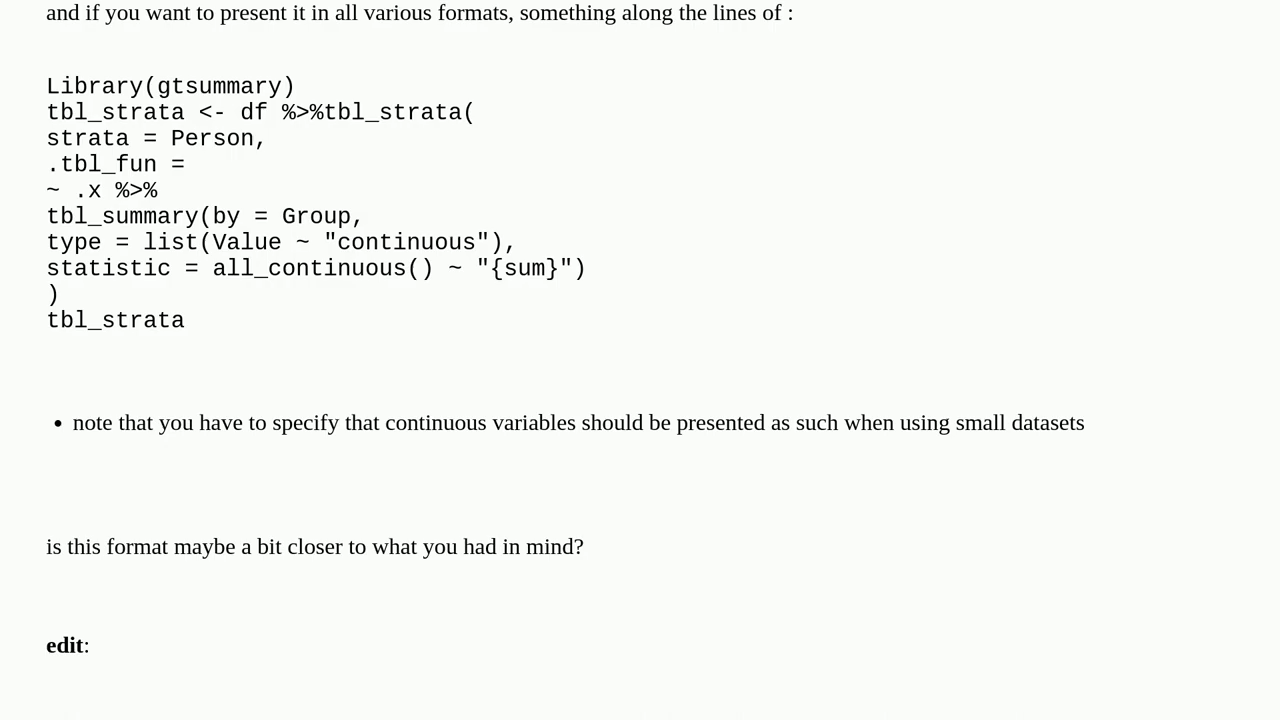 and if you want to present it in all various formats, something along the lines of :
Library(gtsummary)
tbl_strata <- df %>%tbl_strata(
strata = Person,
.tbl_fun =
~ .x %>%
tbl_summary(by = Group,
type = list(Value ~ "continuous"),
statistic = all_continuous() ~ "{sum}")
)
tbl_strata
• note that you have to specify that continuous variables should be presented as such when using small datasets
is this format maybe a bit closer to what you had in mind?
edit: